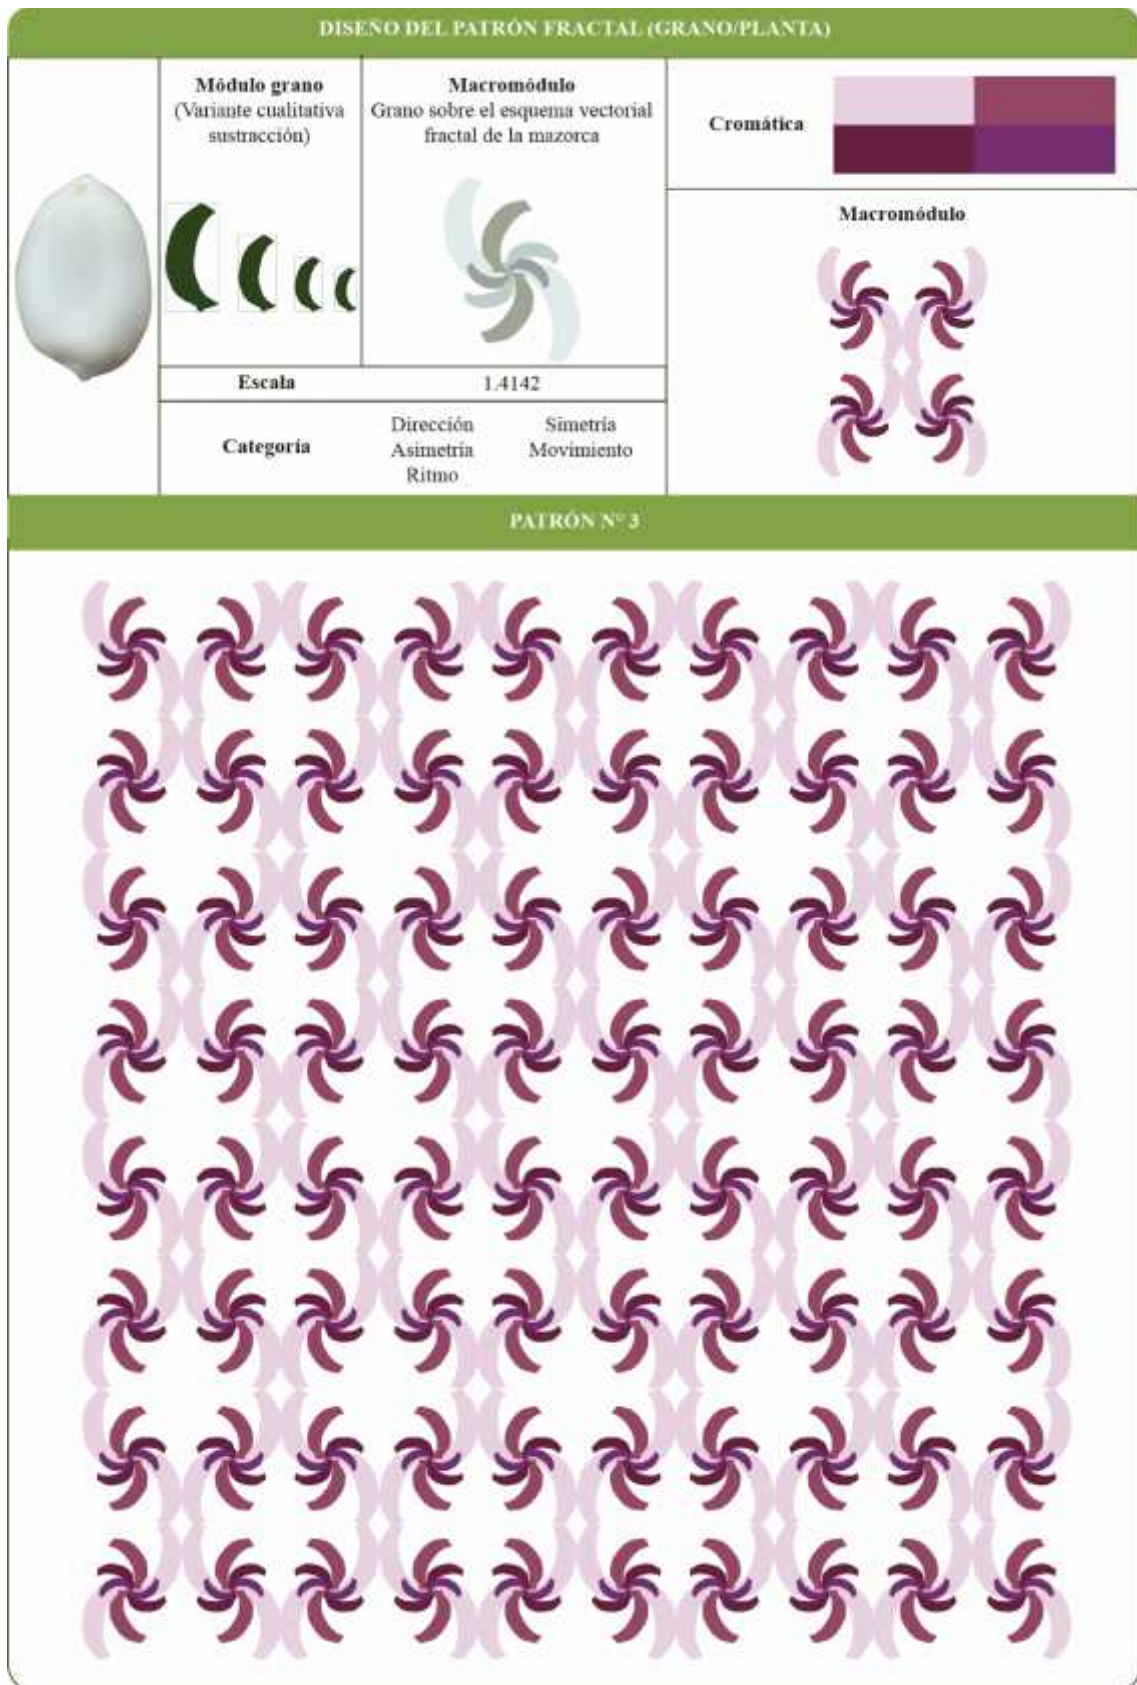 DISEÑO DEL PATRÓN FRACTAL (GRANO/PLANTA)
Módulo grano
(Variante cualitativa
sustracción)
Macromódulo
Grano sobre el esquema vectorial
fractal de la mazorca
Cromática
Macromódulo
Escala
1.4142
Categoría
Dirección
Asimetría
Ritmo
Simetría
Movimiento
PATRÓN N° 3